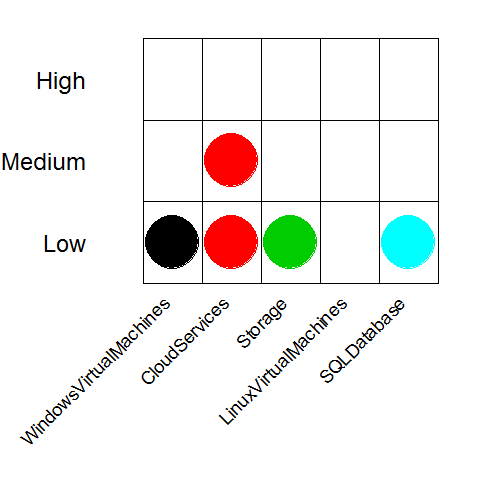 High
Medium
Low
WindowsVirtualMachines
CloudServices
Storage
LinuxVirtualMachines
SQLDatabase